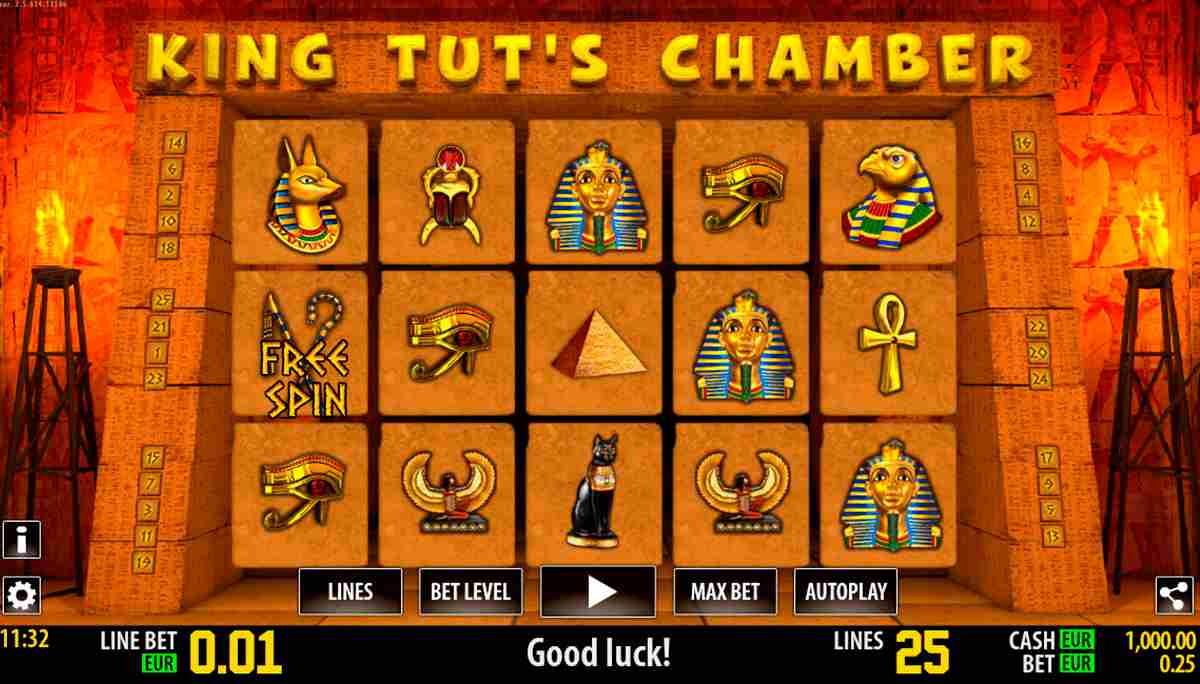 KING TUT'S CHAMBER
14
6
2
10
18
16
8
4
12
25
21
1
23
FREE
SPIN
22
20
24
15
7
3
11
19
17
9
5
13
LINES
BET LEVEL
MAX BET
AUTOPLAY
11:32
LINE BET
EUR
0.01
Good luck!
LINES
25
CASH EUR 1,000.00
BET EUR 0.25